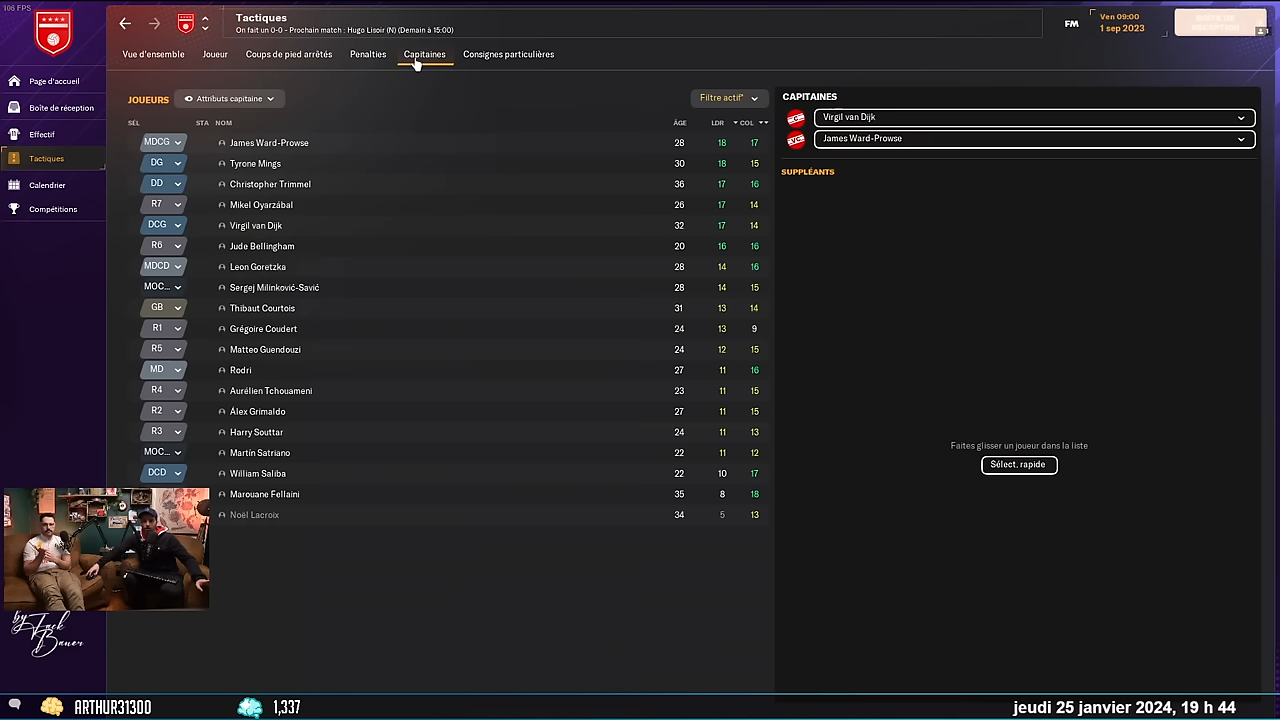 106 FPS
Tactiques
On fait un 0-0 - Prochain match : Hugo Lisoir (N) (Demain à 15:00)
FM
Ven 09:00
1 sep 2023
Vue d'ensemble
Joueur
Coups de pied arrêtés
Penalties
Capitaines
Consignes particulières
Page d'accueil
Boîte de réception
Effectif
Tactiques
Calendrier
Compétitions
JOUEURS
Attributs capitaine
Filtre actif*
SÉL STA NOM ÂGE LDR COL
MDCG James Ward-Prowse 28 18 17
DG Tyrone Mings 30 18 15
DD Christopher Trimmel 36 17 16
R7 Mikel Oyarzábal 26 17 14
DCG Virgil van Dijk 32 17 14
R6 Jude Bellingham 20 16 16
MDCD Leon Goretzka 28 14 16
MOC... Sergej Milinković-Savić 28 14 15
GB Thibaut Courtois 31 13 14
R1 Grégoire Coudert 24 13 9
R5 Matteo Guendouzi 24 12 15
MD Rodri 27 11 16
R4 Aurélien Tchouameni 23 11 15
R2 Álex Grimaldo 27 11 15
R3 Harry Souttar 24 11 13
MOC... Martín Satriano 22 11 12
DCD William Saliba 22 10 17
Marouane Fellaini 35 8 18
Noël Lacroix 34 5 13
CAPITAINES
C Virgil van Dijk
VC James Ward-Prowse
SUPPLÉANTS
Faites glisser un joueur dans la liste
Sélect. rapide
by Jack Bauer
ARTHUR31300
1,337
jeudi 25 janvier 2024, 19 h 44